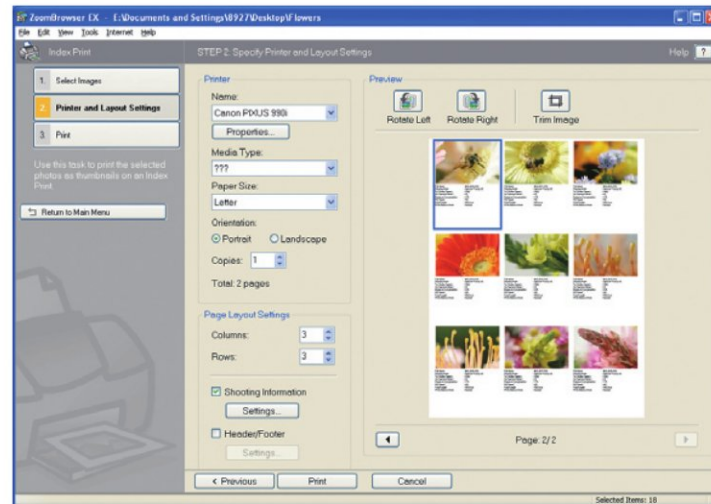 ZoomBrowser EX - E:\Documents and Settings\8927\Desktop\Flowers
File Edit View Tools Internet Help
Index Print
STEP 2: Specify Printer and Layout Settings
Help ?
1. Select Images
2. Printer and Layout Settings
3. Print
Use this task to print the selected
photos as thumbnails on an Index
Print.
Return to Main Menu
Printer
Name:
Canon PIXUS 990i
Properties...
Media Type:
???
Paper Size:
Letter
Orientation:
Portrait Landscape
Copies: 1
Total: 2 pages
Page Layout Settings
Columns: 3
Rows: 3
Shooting Information
Settings...
Header/Footer
Settings...
Preview
Rotate Left Rotate Right Trim Image
Page: 2/2
< Previous Print Cancel
Selected Items: 18